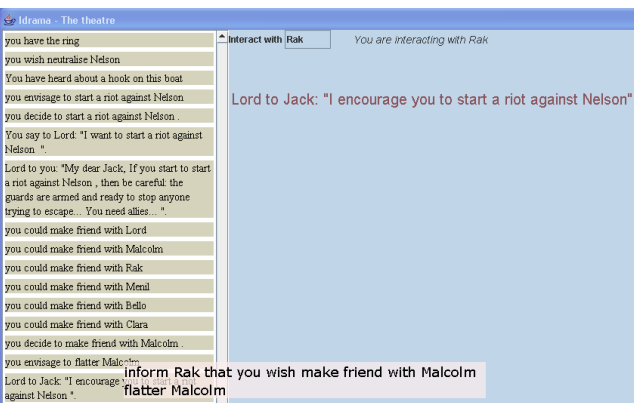 Idrama - The theatre
you have the ring
you wish neutralise Nelson
You have heard about a hook on this boat
you envisage to start a riot against Nelson
you decide to start a riot against Nelson .
You say to Lord: "I want to start a riot against
Nelson ".
Lord to you: "My dear Jack, If you start to start
a riot against Nelson , then be careful: the
guards are armed and ready to stop anyone
trying to escape... You need allies... ".
you could make friend with Lord
you could make friend with Malcolm
you could make friend with Rak
you could make friend with Menil
you could make friend with Bello
you could make friend with Clara
you decide to make friend with Malcolm .
you envisage to flatter Malcolm
Lord to Jack: "I encourage you to start a riot
against Nelson ".
Interact with Rak
You are interacting with Rak
Lord to Jack: "I encourage you to start a riot against Nelson"
inform Rak that you wish make friend with Malcolm
flatter Malcolm